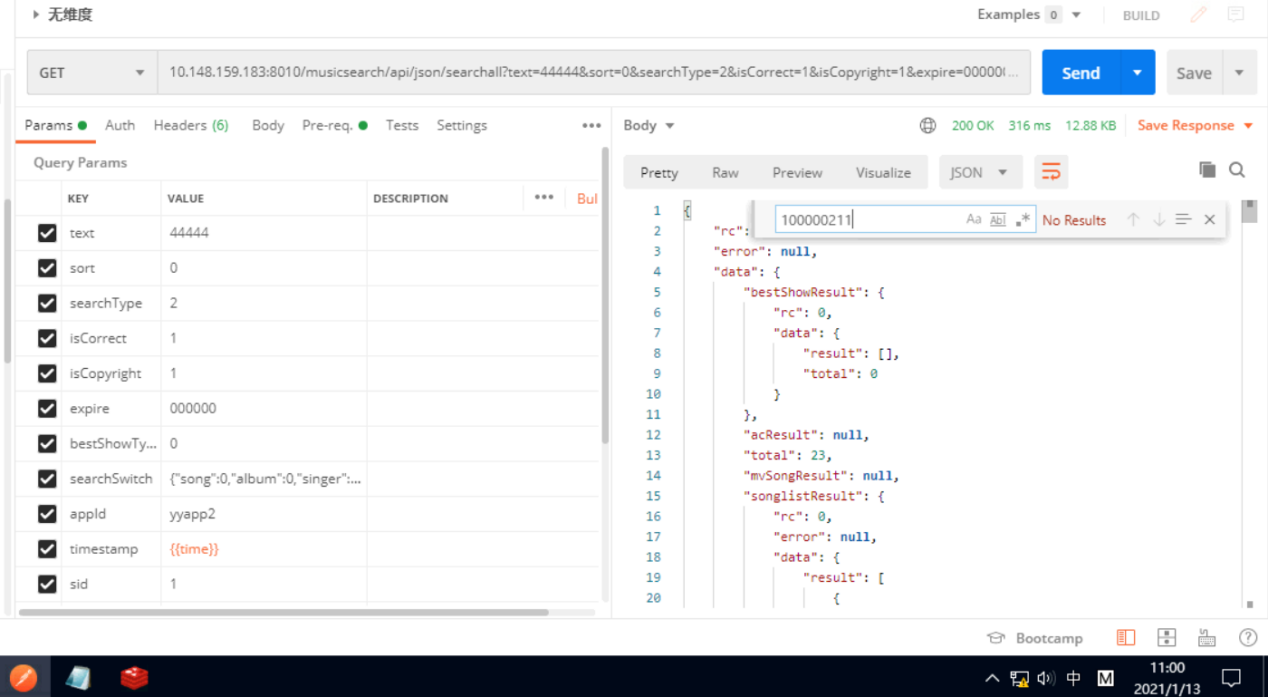 无维度
Examples 0
BUILD
GET
10.148.159.183:8010/musicsearch/api/json/searchall?text=44444&sort=0&searchType=2&isCorrect=1&isCopyright=1&expire=00000(...
Send
Save
Params
Auth
Headers (6)
Body
Pre-req.
Tests
Settings
Query Params
KEY VALUE DESCRIPTION ••• Bul
text 44444
sort 0
searchType 2
isCorrect 1
isCopyright 1
expire 000000
bestShowTy... 0
searchSwitch {"song":0,"album":0,"singer":...
appId yyapp2
timestamp {{time}}
sid 1
Body
200 OK 316 ms 12.88 KB Save Response
Pretty Raw Preview Visualize JSON
100000211 Aa Abl .* No Results
1 {
2 "rc":
3 "error": null,
4 "data": {
5 "bestShowResult": {
6 "rc": 0,
7 "data": {
8 "result": [],
9 "total": 0
10 }
11 },
12 "acResult": null,
13 "total": 23,
14 "mvSongResult": null,
15 "songlistResult": {
16 "rc": 0,
17 "error": null,
18 "data": {
19 "result": [
20 {
Bootcamp
中 M
11:00
2021/1/13